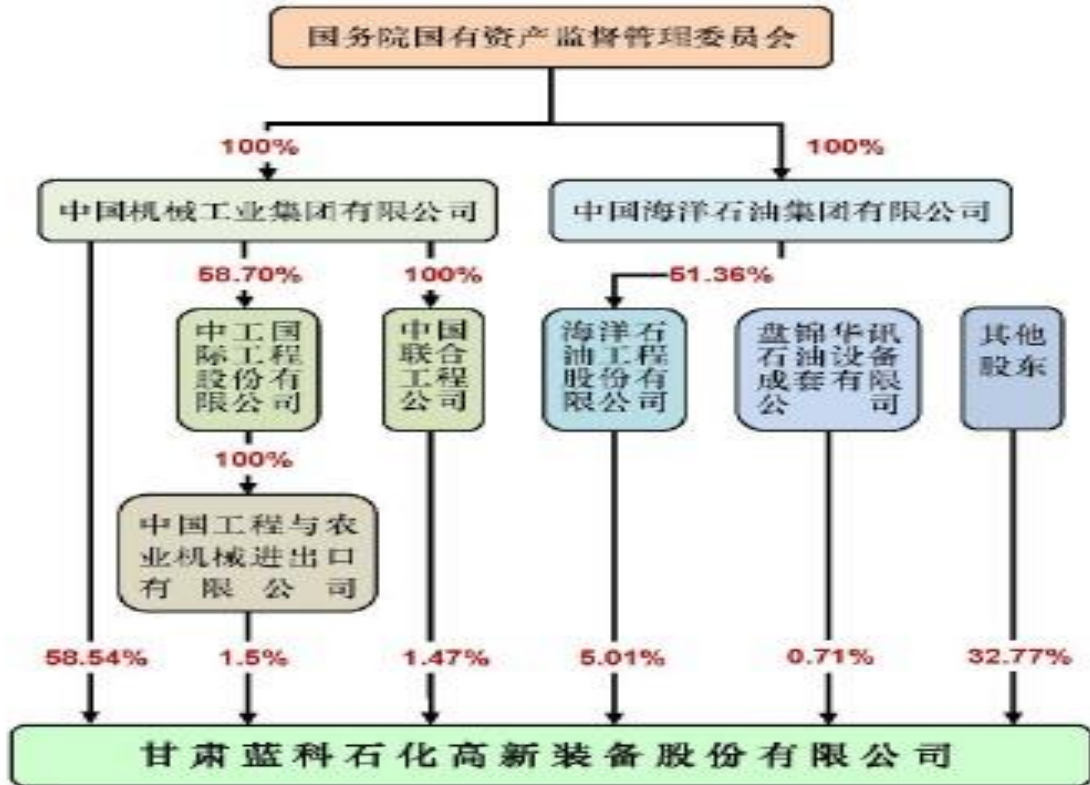 国务院国有资产监督管理委员会
100%
100%
中国机械工业集团有限公司
中国海洋石油集团有限公司
58.70%
100%
51.36%
中工国
际工程
股份有
限公司
中国
联合
工程
公司
海洋石
油工程
股份有
限公司
盘锦华讯
石油设备
成套有限
公司
其他
股东
100%
中国工程与农
业机械进出口
有限公司
58.54%
1.5%
1.47%
5.01%
0.71%
32.77%
甘肃蓝科石化高新装备股份有限公司